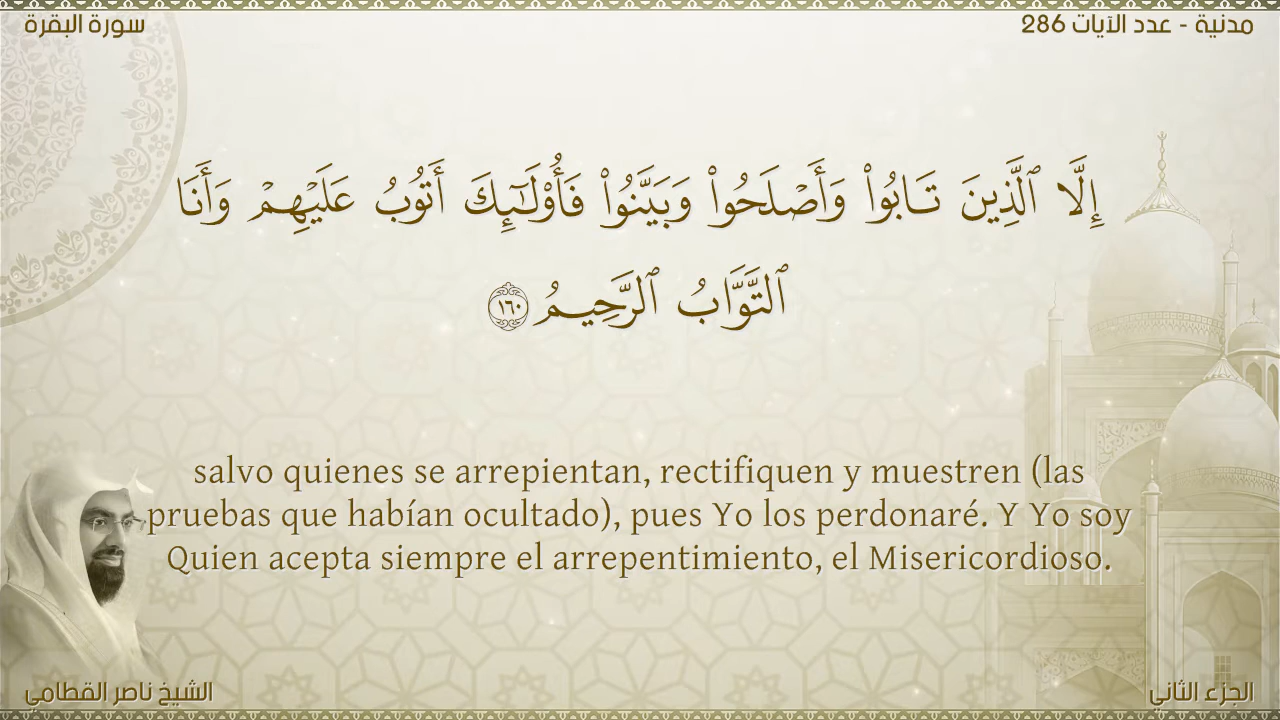 سورة البقرة
مدنية - عدد الآيات 286
إِلَّا ٱلَّذِينَ تَابُوا۟ وَأَصْلَحُوا۟ وَبَيَّنُوا۟ فَأُو۟لَـٰٓئِكَ أَتُوبُ عَلَيْهِمْ وَأَنَا
ٱلتَّوَّابُ ٱلرَّحِيمُ ١٦٠
salvo quienes se arrepientan, rectifiquen y muestren (las
pruebas que habían ocultado), pues Yo los perdonaré. Y Yo soy
Quien acepta siempre el arrepentimiento, el Misericordioso.
الشيخ ناصر القطامي
الجزء الثاني